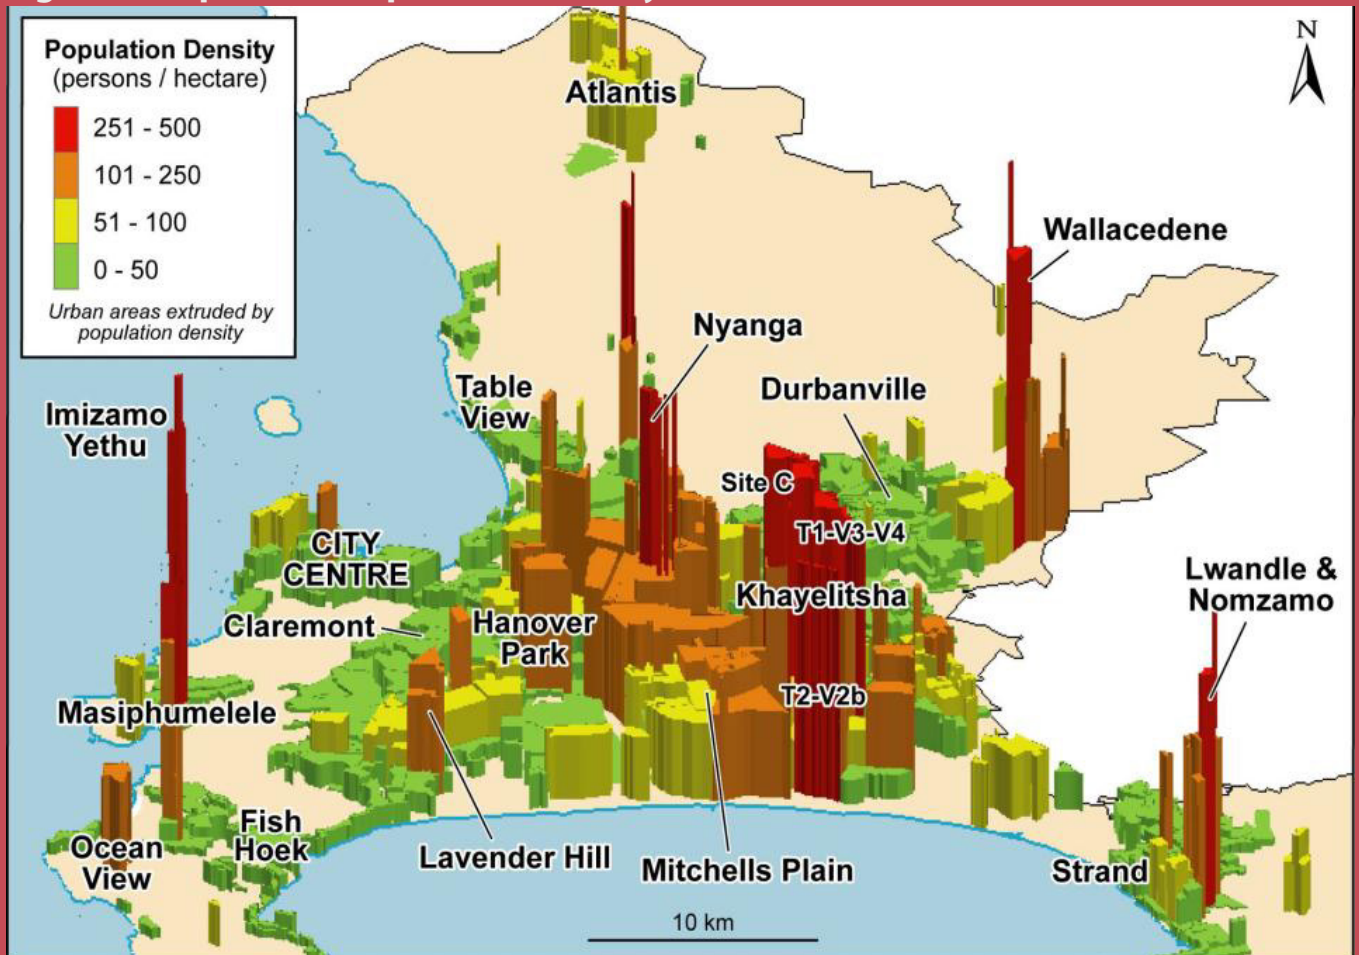 Population Density
(persons / hectare)
251 - 500
101 - 250
51 - 100
0 - 50
Urban areas extruded by
population density
N
Atlantis
Wallacedene
Nyanga
Table
View
Durbanville
Imizamo
Yethu
Site C
T1-V3-V4
CITY
CENTRE
Lwandle &
Nomzamo
Khayelitsha
Claremont
Hanover
Park
T2-V2b
Masiphumelele
Fish
Hoek
Ocean
View
Lavender Hill
Mitchells Plain
Strand
10 km